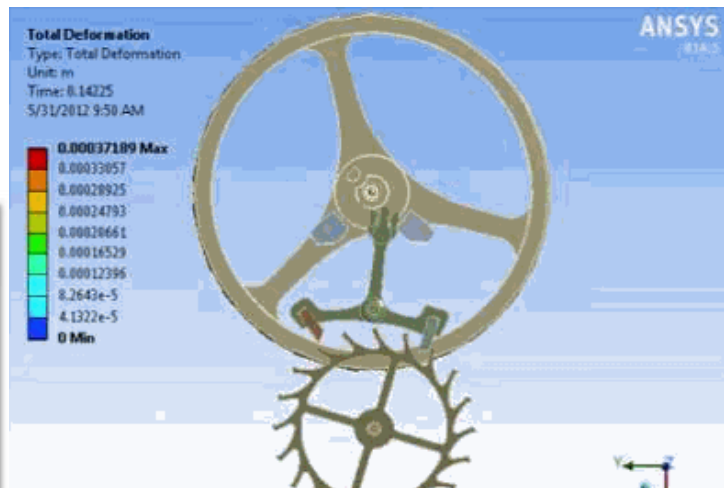 Total Deformation
Type: Total Deformation
Unit: m
Time: 0.14225
5/31/2012 9:50 AM
0.00037189 Max
0.00033057
0.00028925
0.00024793
0.00020661
0.00016529
0.00012396
8.2643e-5
4.1322e-5
0 Min
ANSYS
Y
Z